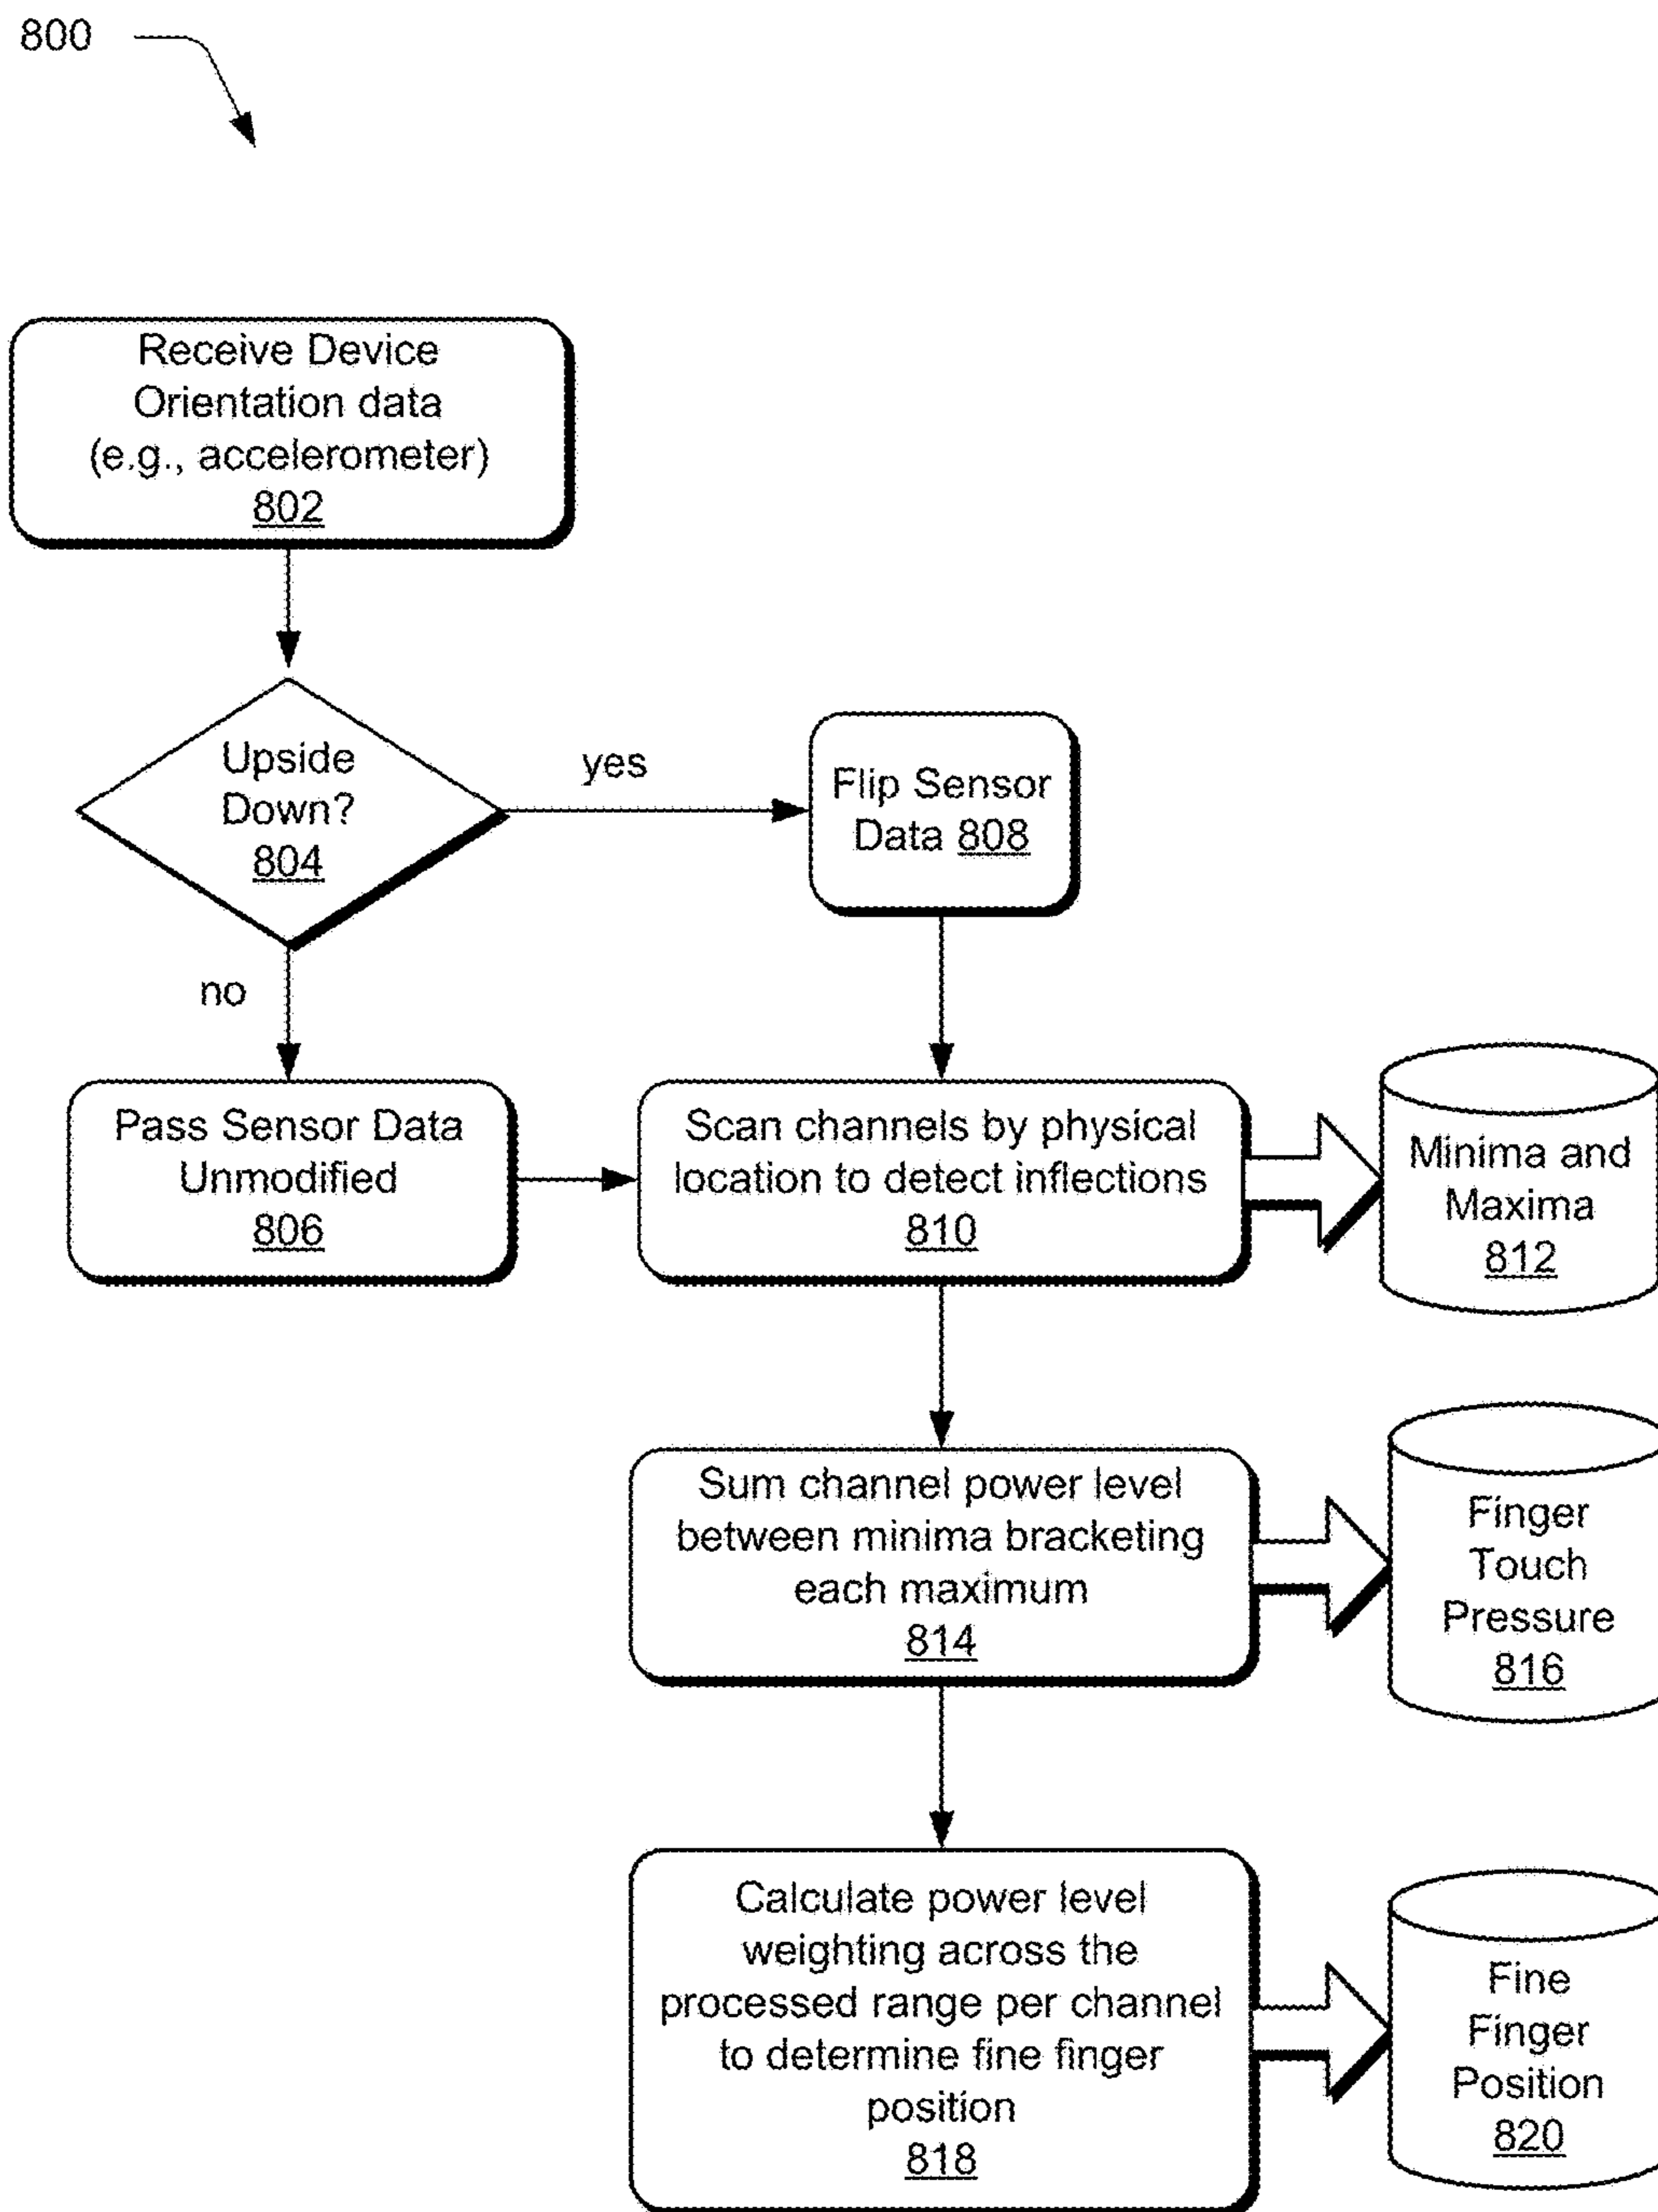 800
Receive Device
Orientation data
(e.g., accelerometer)
802
Upside
Down?
804
yes
Flip Sensor
Data 808
no
Pass Sensor Data
Unmodified
806
Scan channels by physical
location to detect inflections
810
Minima and
Maxima
812
Sum channel power level
between minima bracketing
each maximum
814
Finger
Touch
Pressure
816
Calculate power level
weighting across the
processed range per channel
to determine fine finger
position
818
Fine
Finger
Position
820